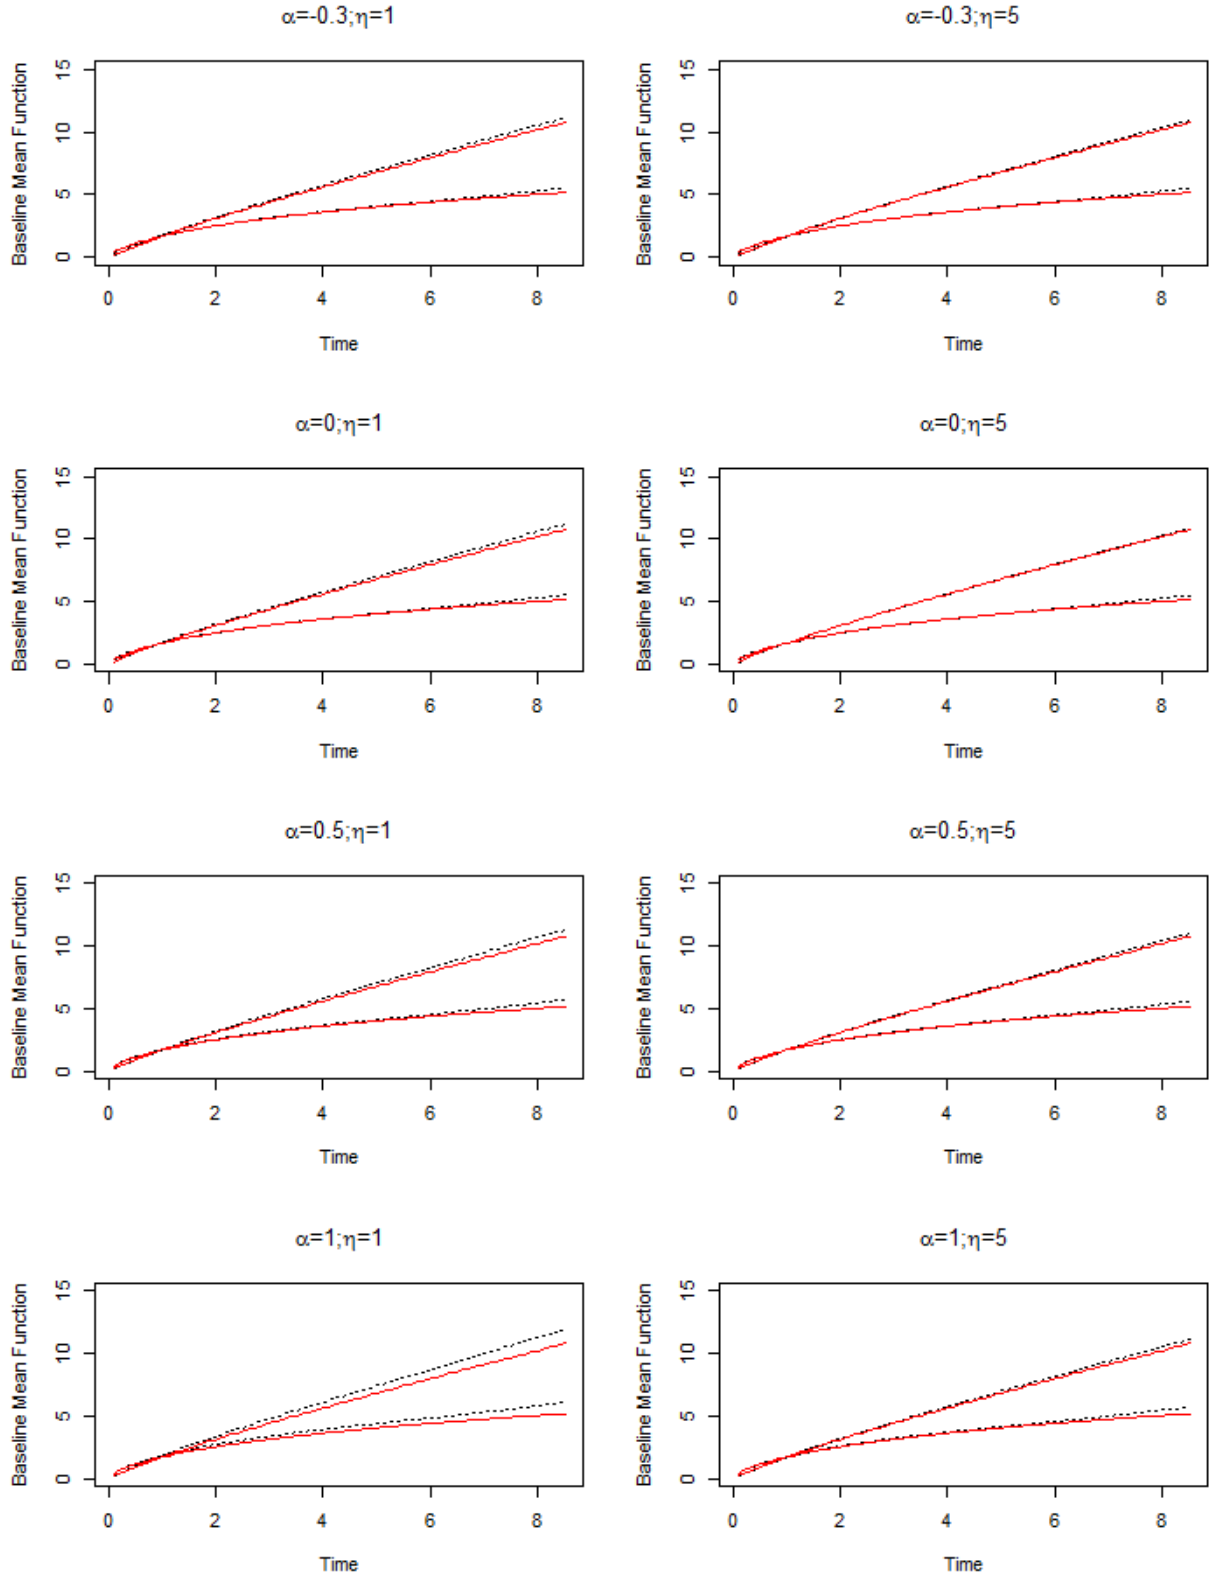 α=-0.3;η=1
Baseline Mean Function
15
10
5
0
0 2 4 6 8
Time
α=-0.3;η=5
Baseline Mean Function
15
10
5
0
0 2 4 6 8
Time
α=0;η=1
Baseline Mean Function
15
10
5
0
0 2 4 6 8
Time
α=0;η=5
Baseline Mean Function
15
10
5
0
0 2 4 6 8
Time
α=0.5;η=1
Baseline Mean Function
15
10
5
0
0 2 4 6 8
Time
α=0.5;η=5
Baseline Mean Function
15
10
5
0
0 2 4 6 8
Time
α=1;η=1
Baseline Mean Function
15
10
5
0
0 2 4 6 8
Time
α=1;η=5
Baseline Mean Function
15
10
5
0
0 2 4 6 8
Time